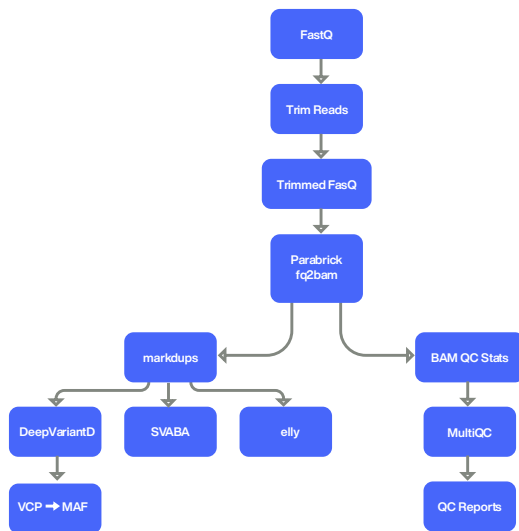 FastQ
Trim Reads
Trimmed FasQ
Parabrick
fq2bam
markdups
BAM QC Stats
DeepVariantD
SVABA
elly
MultiQC
VCP → MAF
QC Reports